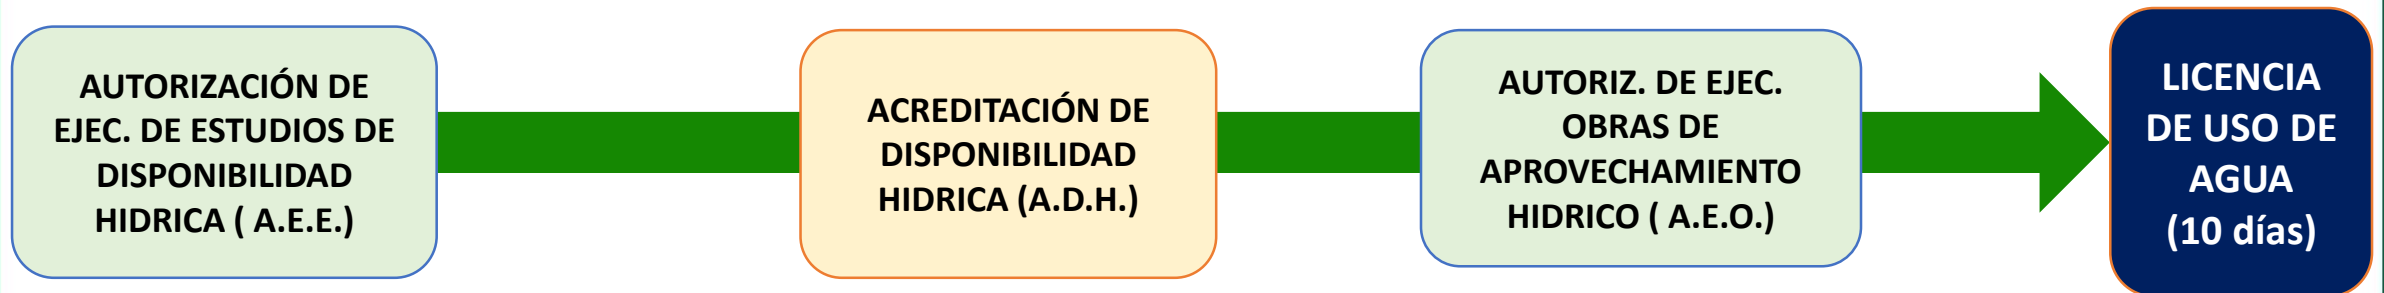 AUTORIZACIÓN DE
EJEC. DE ESTUDIOS DE
DISPONIBILIDAD
HIDRICA ( A.E.E.)
ACREDITACIÓN DE
DISPONIBILIDAD
HIDRICA (A.D.H.)
AUTORIZ. DE EJEC.
OBRAS DE
APROVECHAMIENTO
HIDRICO ( A.E.O.)
LICENCIA
DE USO DE
AGUA
(10 días)